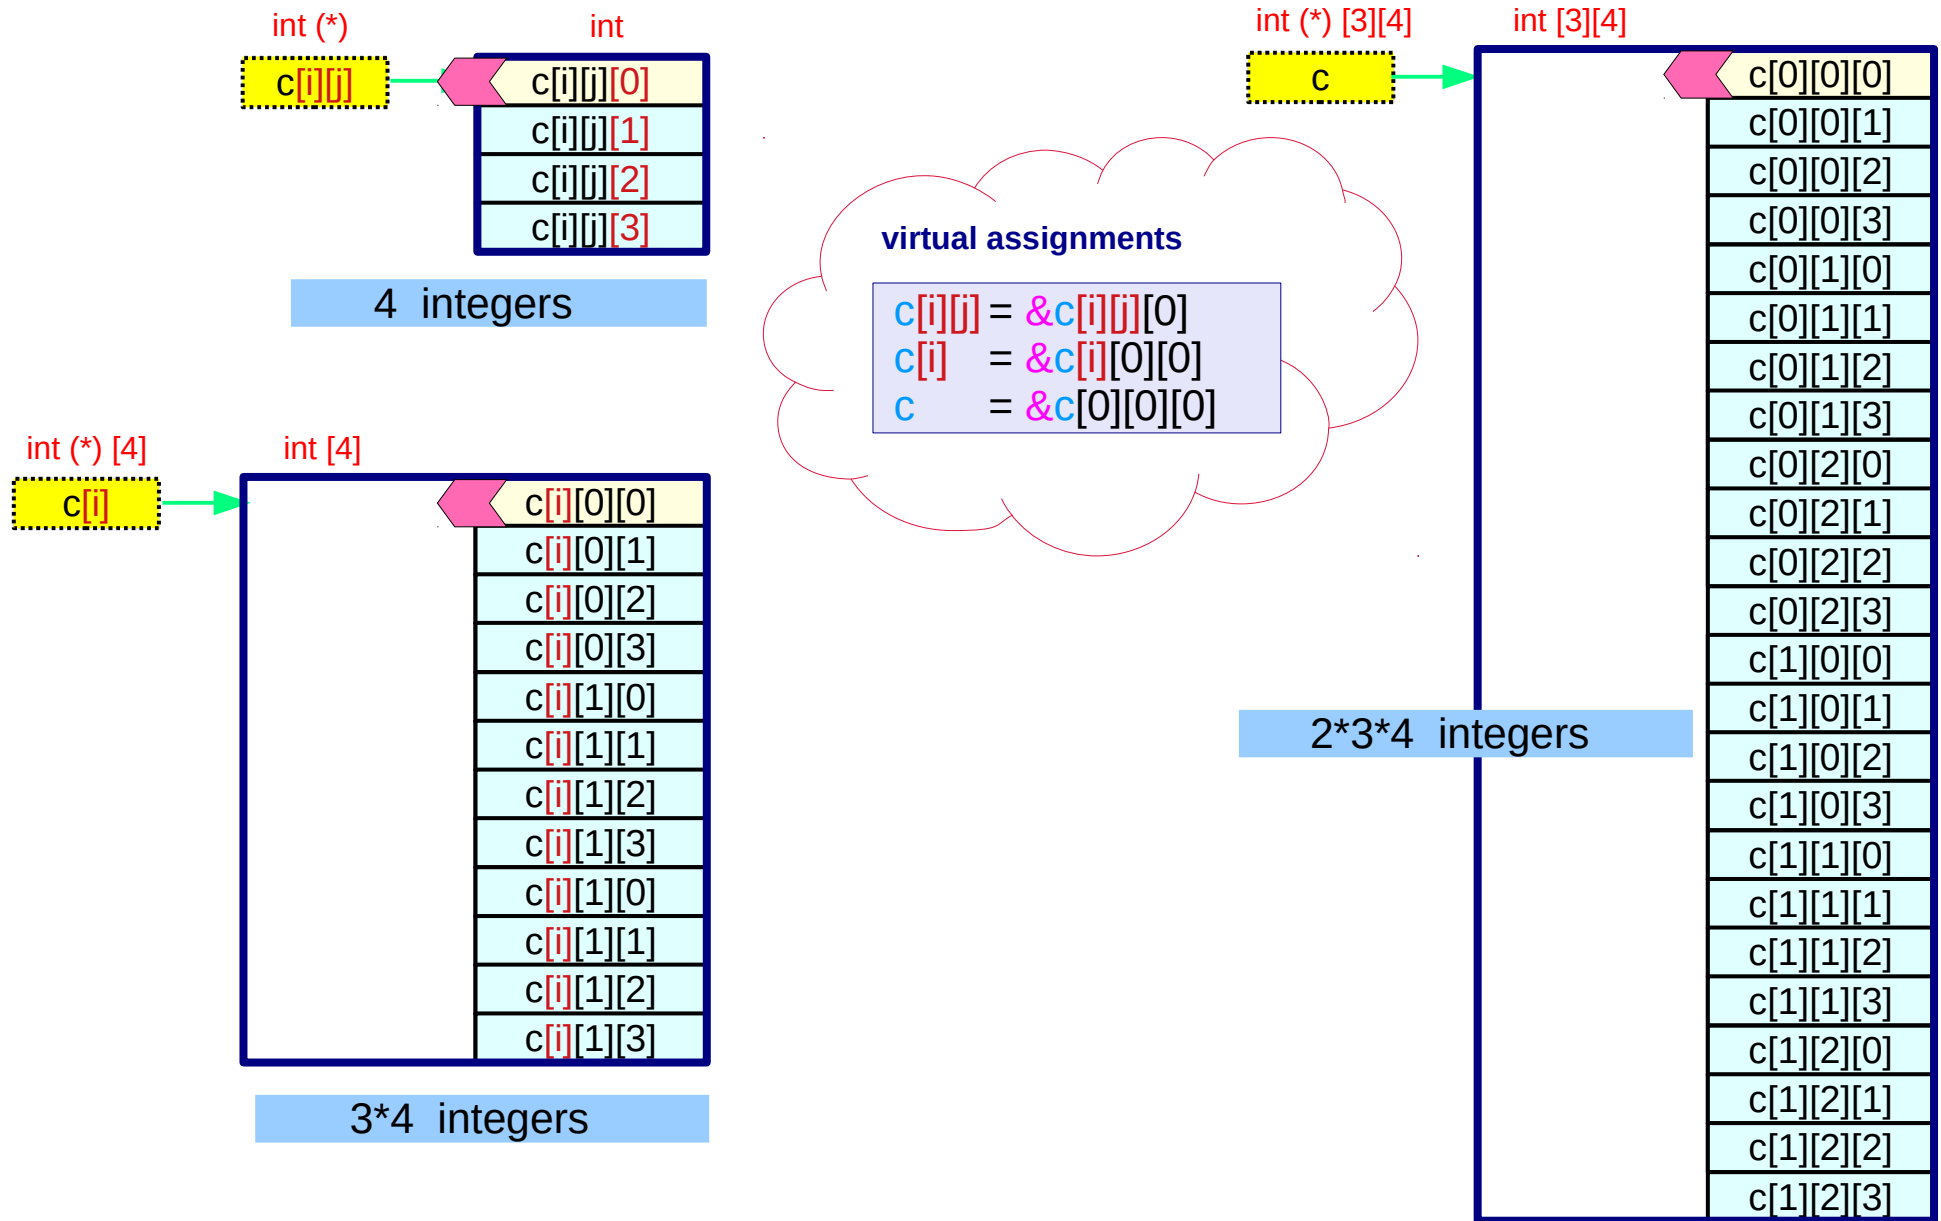 int (*)
int
c[i][j]
c[i][j][0]
c[i][j][1]
c[i][j][2]
c[i][j][3]
4 integers
int (*) [4]
int [4]
c[i]
c[i][0][0]
c[i][0][1]
c[i][0][2]
c[i][0][3]
c[i][1][0]
c[i][1][1]
c[i][1][2]
c[i][1][3]
c[i][1][0]
c[i][1][1]
c[i][1][2]
c[i][1][3]
3*4 integers
virtual assignments
c[i][j] = &c[i][j][0]
c[i] = &c[i][0][0]
c = &c[0][0][0]
int (*) [3][4]
int [3][4]
c
c[0][0][0]
c[0][0][1]
c[0][0][2]
c[0][0][3]
c[0][1][0]
c[0][1][1]
c[0][1][2]
c[0][1][3]
c[0][2][0]
c[0][2][1]
c[0][2][2]
c[0][2][3]
c[1][0][0]
c[1][0][1]
c[1][0][2]
c[1][0][3]
c[1][1][0]
c[1][1][1]
c[1][1][2]
c[1][1][3]
c[1][2][0]
c[1][2][1]
c[1][2][2]
c[1][2][3]
2*3*4 integers